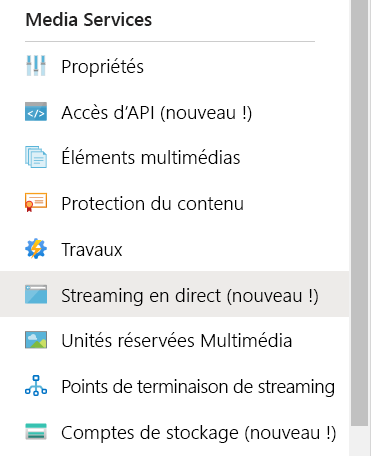 Media Services
Propriétés
Accès d’API (nouveau !)
Éléments multimédias
Protection du contenu
Travaux
Streaming en direct (nouveau !)
Unités réservées Multimédia
Points de terminaison de streaming
Comptes de stockage (nouveau !)